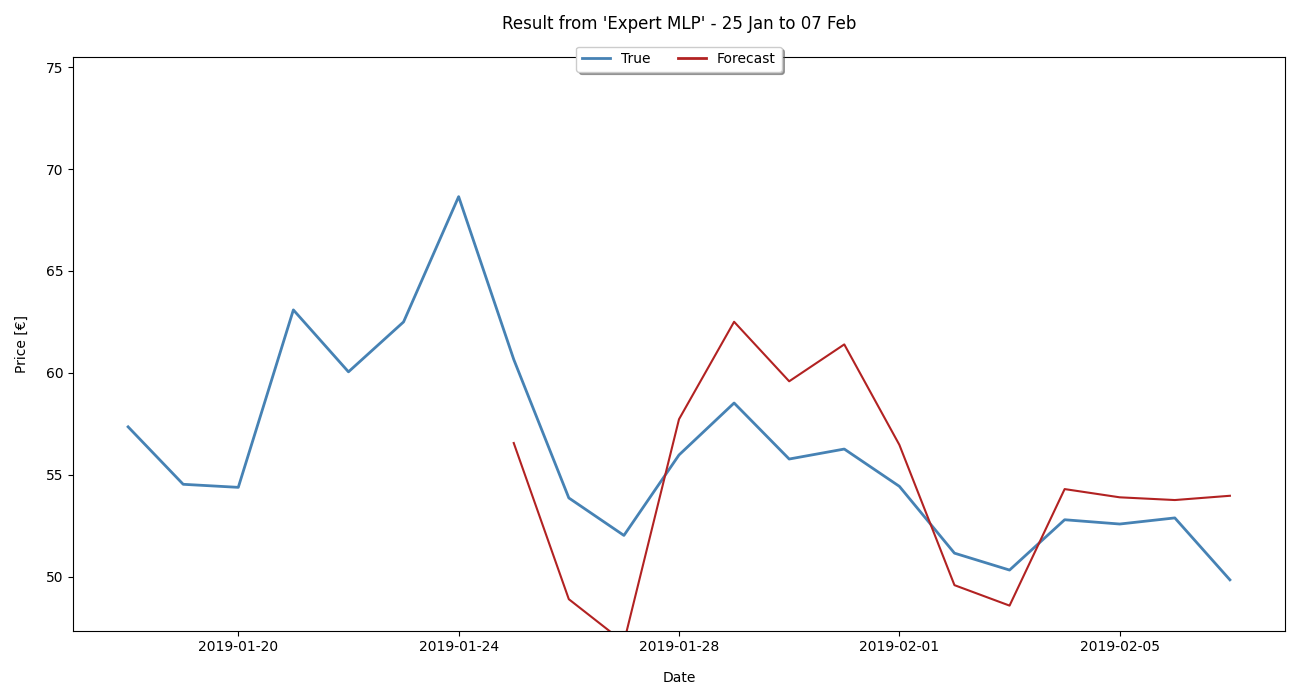 Result from 'Expert MLP' - 25 Jan to 07 Feb
True Forecast
75
70
65
60
55
50
Price [€]
2019-01-20 2019-01-24 2019-01-28 2019-02-01 2019-02-05
Date